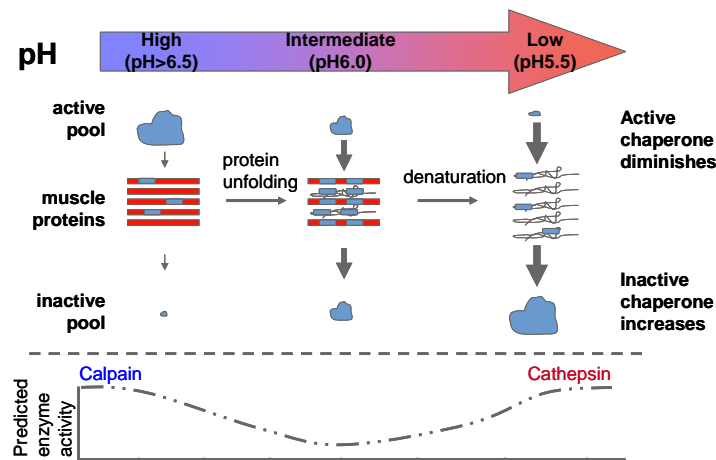 pH
High
(pH>6.5)
Intermediate
(pH6.0)
Low
(pH5.5)
active
pool
Active
chaperone
diminishes
protein
unfolding
denaturation
muscle
proteins
inactive
pool
Inactive
chaperone
increases
Calpain
Cathepsin
Predicted
enzyme
activity